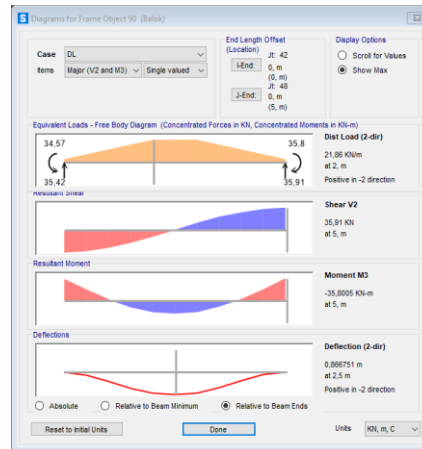 S Diagrams for Frame Object 90 (Balok)
Case DL
Items Major (V2 and M3) Single valued
End Length Offset
(Location)
Jt: 42
I-End: 0, m
(0, m)
Jt: 48
J-End: 0, m
(5, m)
Display Options
Scroll for Values
Show Max
Equivalent Loads - Free Body Diagram (Concentrated Forces in KN, Concentrated Moments in KN-m)
34,57
35,8
35,42
35,91
Dist Load (2-dir)
21,86 KN/m
at 2, m
Positive in -2 direction
Resultant Shear
Shear V2
35,91 KN
at 5, m
Resultant Moment
Moment M3
-35,8005 KN-m
at 5, m
Deflections
Deflection (2-dir)
0,866751 m
at 2,5 m
Positive in -2 direction
Absolute Relative to Beam Minimum Relative to Beam Ends
Reset to Initial Units Done Units KN, m, C